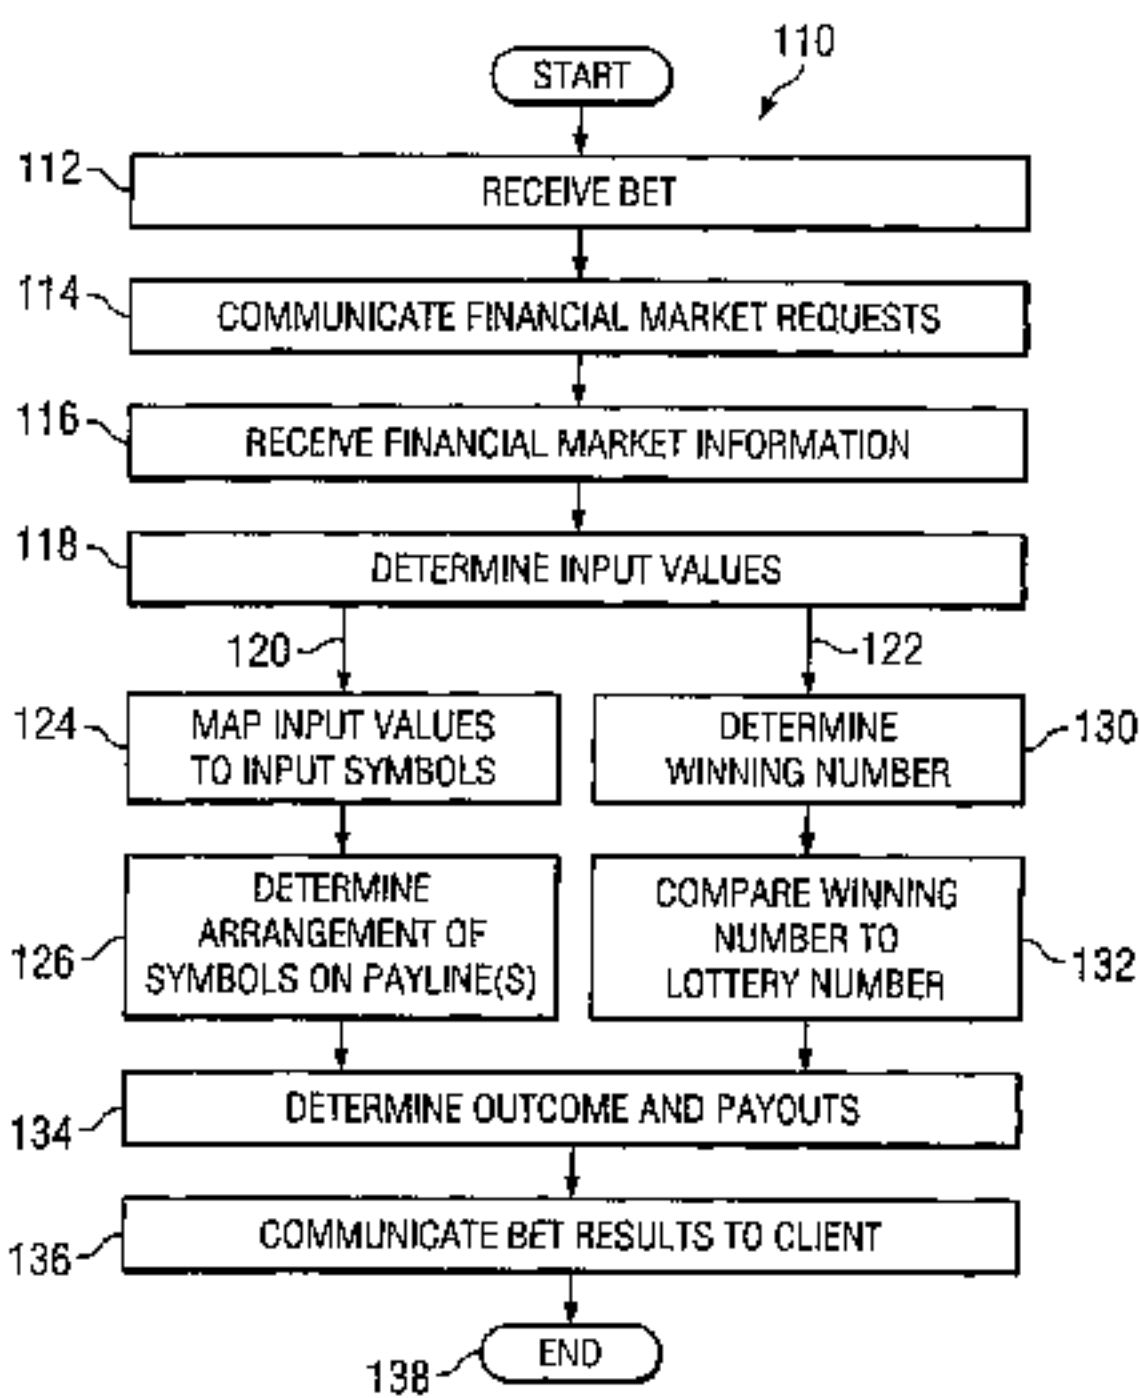 110
START
112
RECEIVE BET
114
COMMUNICATE FINANCIAL MARKET REQUESTS
116
RECEIVE FINANCIAL MARKET INFORMATION
118
DETERMINE INPUT VALUES
120
122
124
MAP INPUT VALUES
TO INPUT SYMBOLS
DETERMINE
WINNING NUMBER
130
126
DETERMINE
ARRANGEMENT OF
SYMBOLS ON PAYLINE(S)
COMPARE WINNING
NUMBER TO
LOTTERY NUMBER
132
134
DETERMINE OUTCOME AND PAYOUTS
136
COMMUNICATE BET RESULTS TO CLIENT
138
END